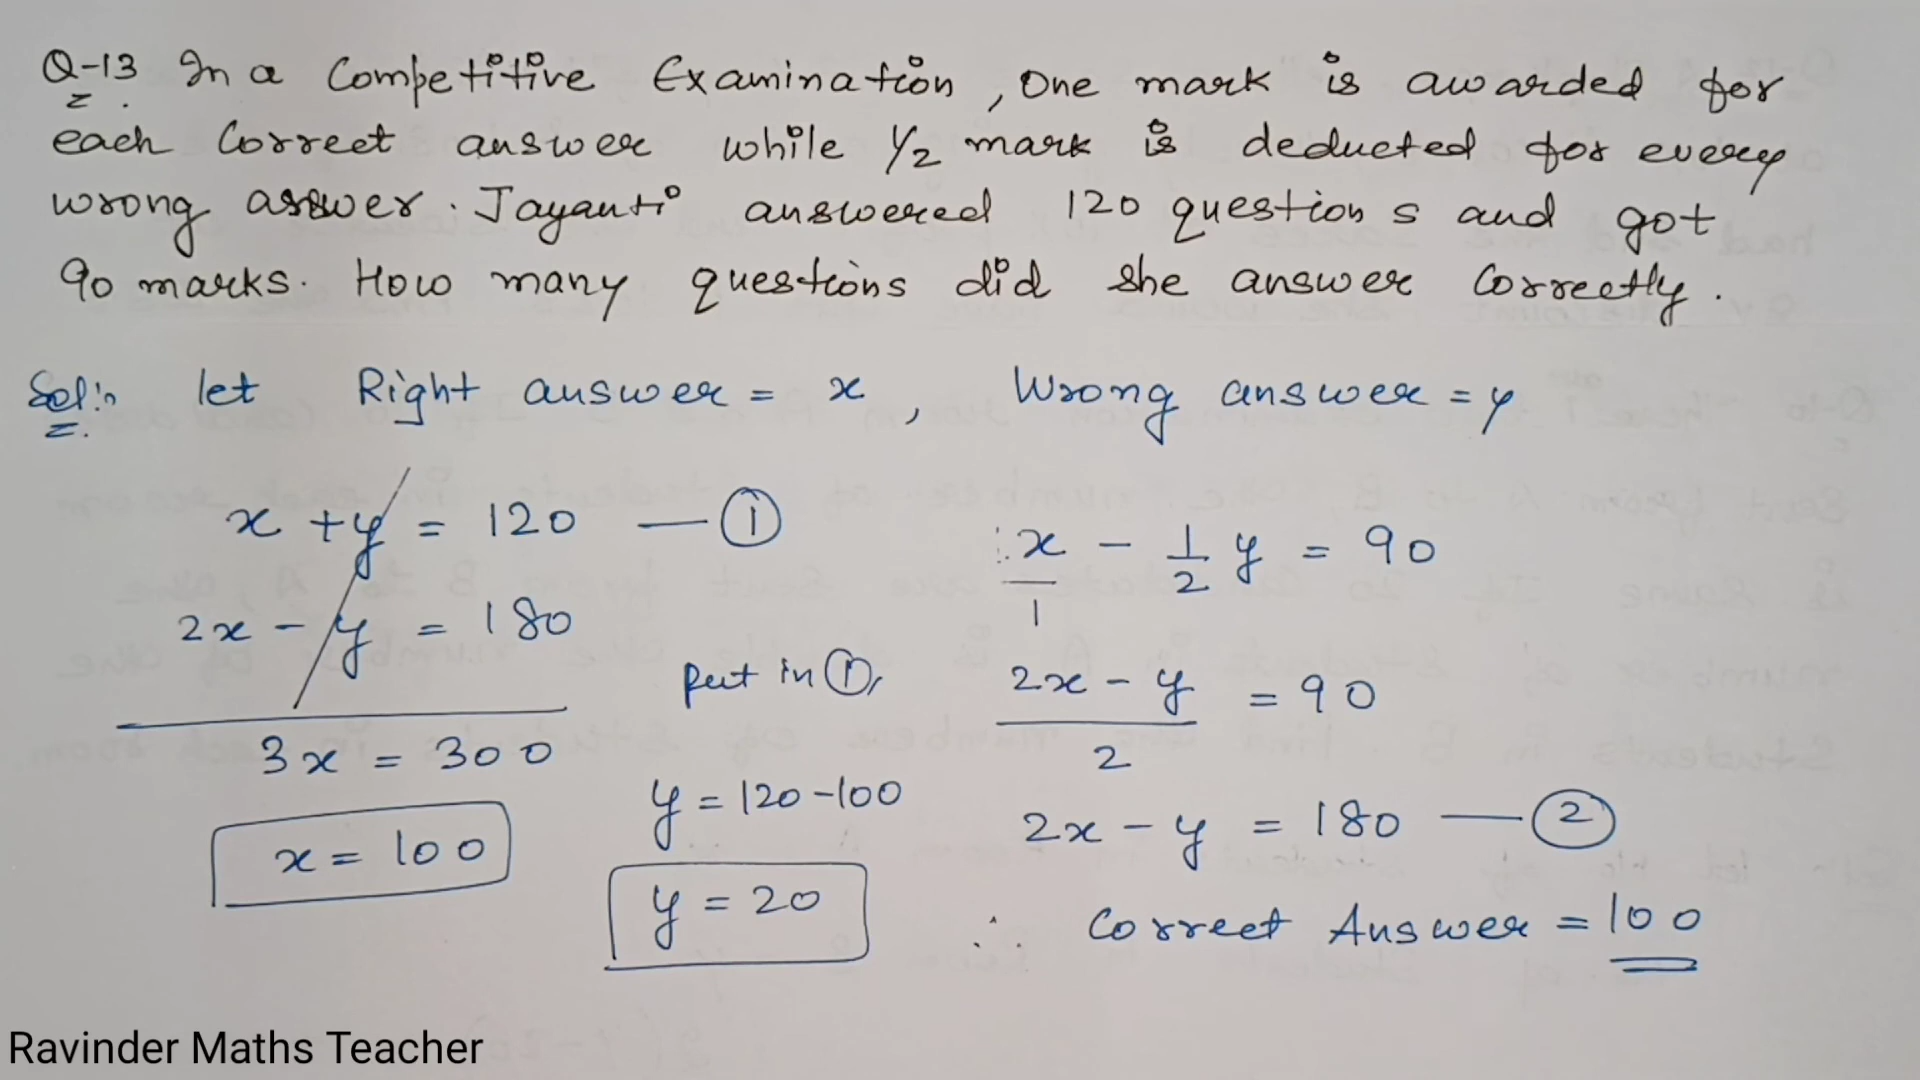 Q-13 In a Competitive Examination, One mark is awarded for
each Correct answer while 1/2 mark is deducted for every
wrong answer. Jayanti answered 120 questions and got
90 marks. How many questions did she answer Correctly.
Sol:n let Right answer = x, Wrong answer = y
x + y = 120 — ①
2x - y = 180
3x = 300
x = 100
put in ①,
y = 120-100
y = 20
x/1 - 1/2 y = 90
2x - y / 2 = 90
2x - y = 180 — ②
∴ Correct Answer = 100
Ravinder Maths Teacher